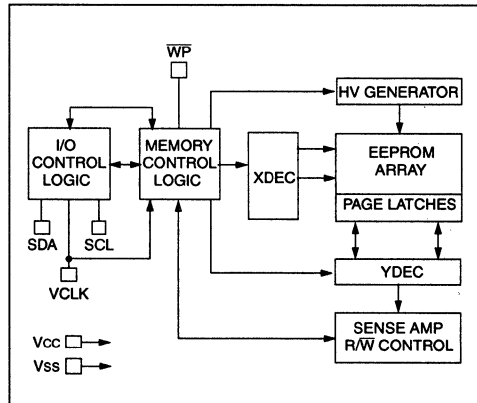 W̅P̅
HV GENERATOR
I/O
CONTROL
LOGIC
MEMORY
CONTROL
LOGIC
XDEC
EEPROM
ARRAY
PAGE LATCHES
SDA
SCL
VCLK
YDEC
SENSE AMP
R/W̅ CONTROL
Vcc
Vss